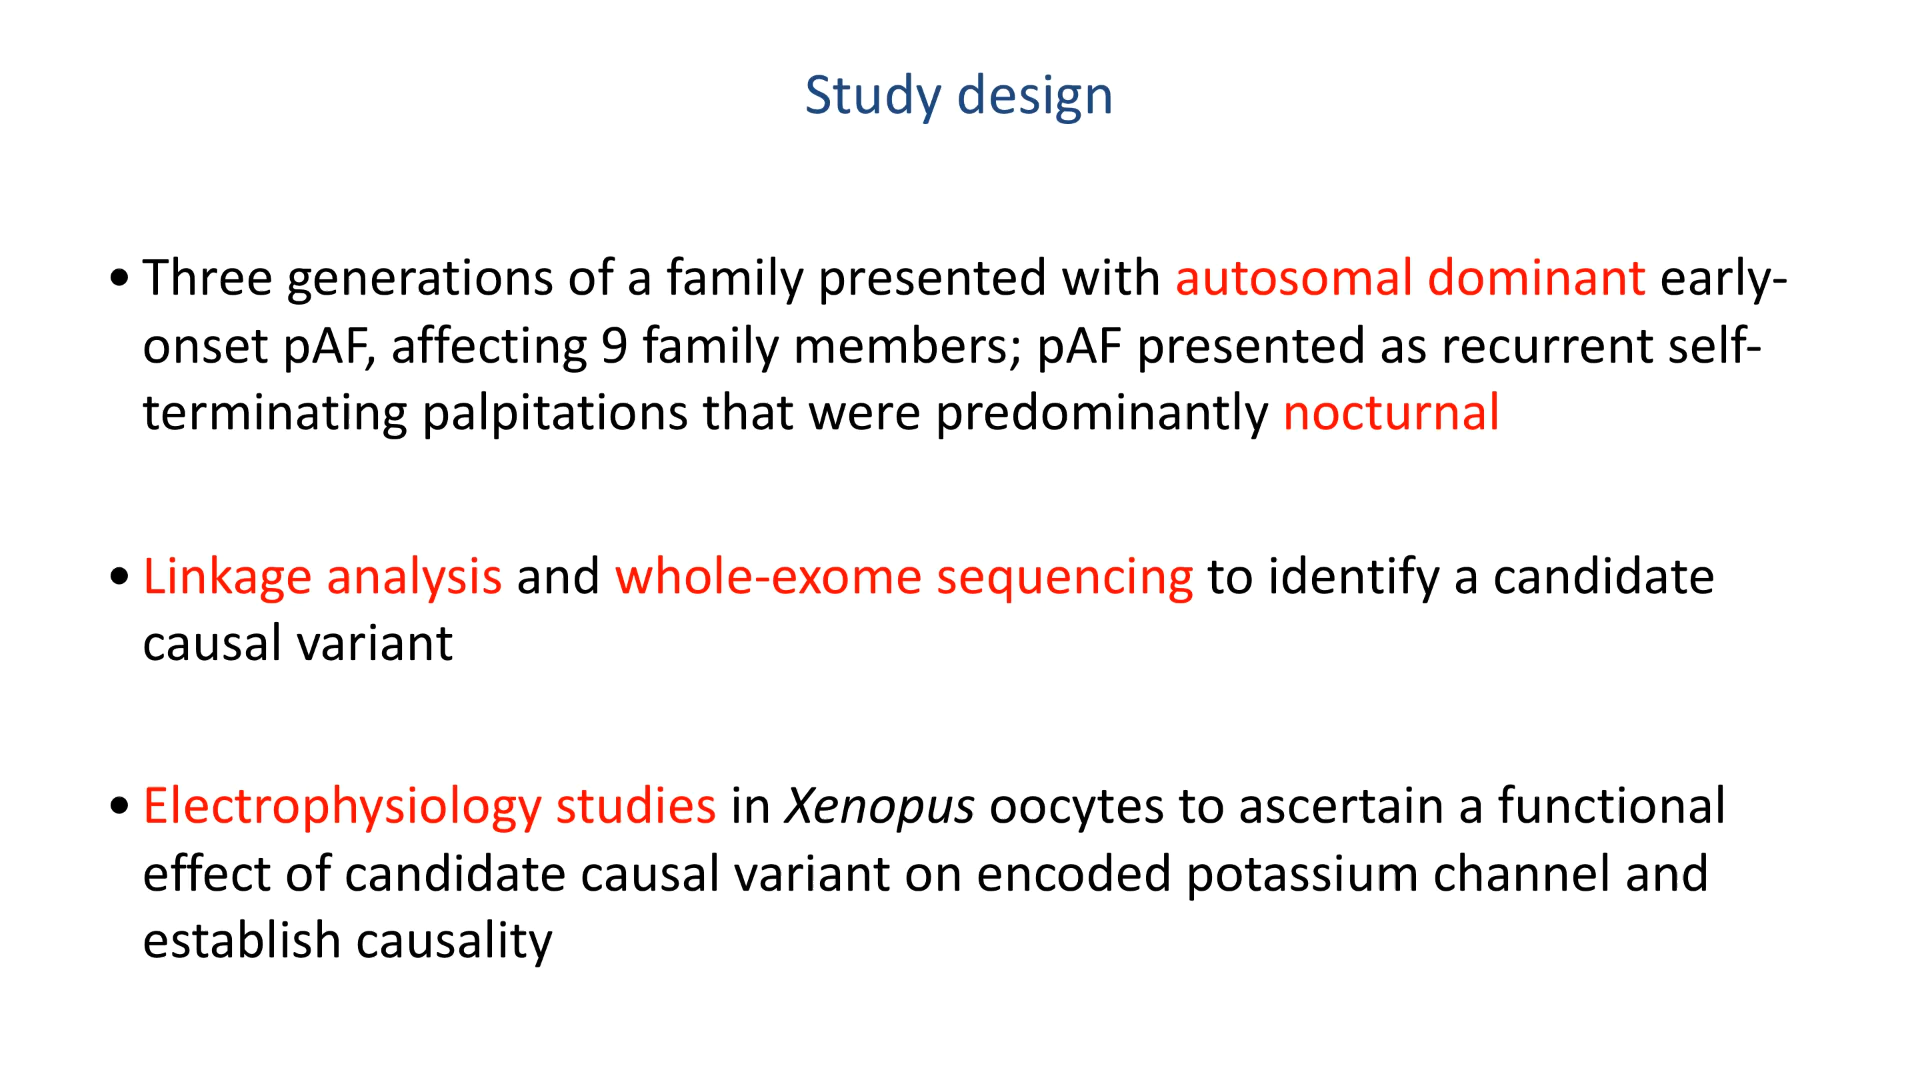 Study design
• Three generations of a family presented with autosomal dominant early-
onset pAF, affecting 9 family members; pAF presented as recurrent self-
terminating palpitations that were predominantly nocturnal
• Linkage analysis and whole-exome sequencing to identify a candidate
causal variant
• Electrophysiology studies in Xenopus oocytes to ascertain a functional
effect of candidate causal variant on encoded potassium channel and
establish causality